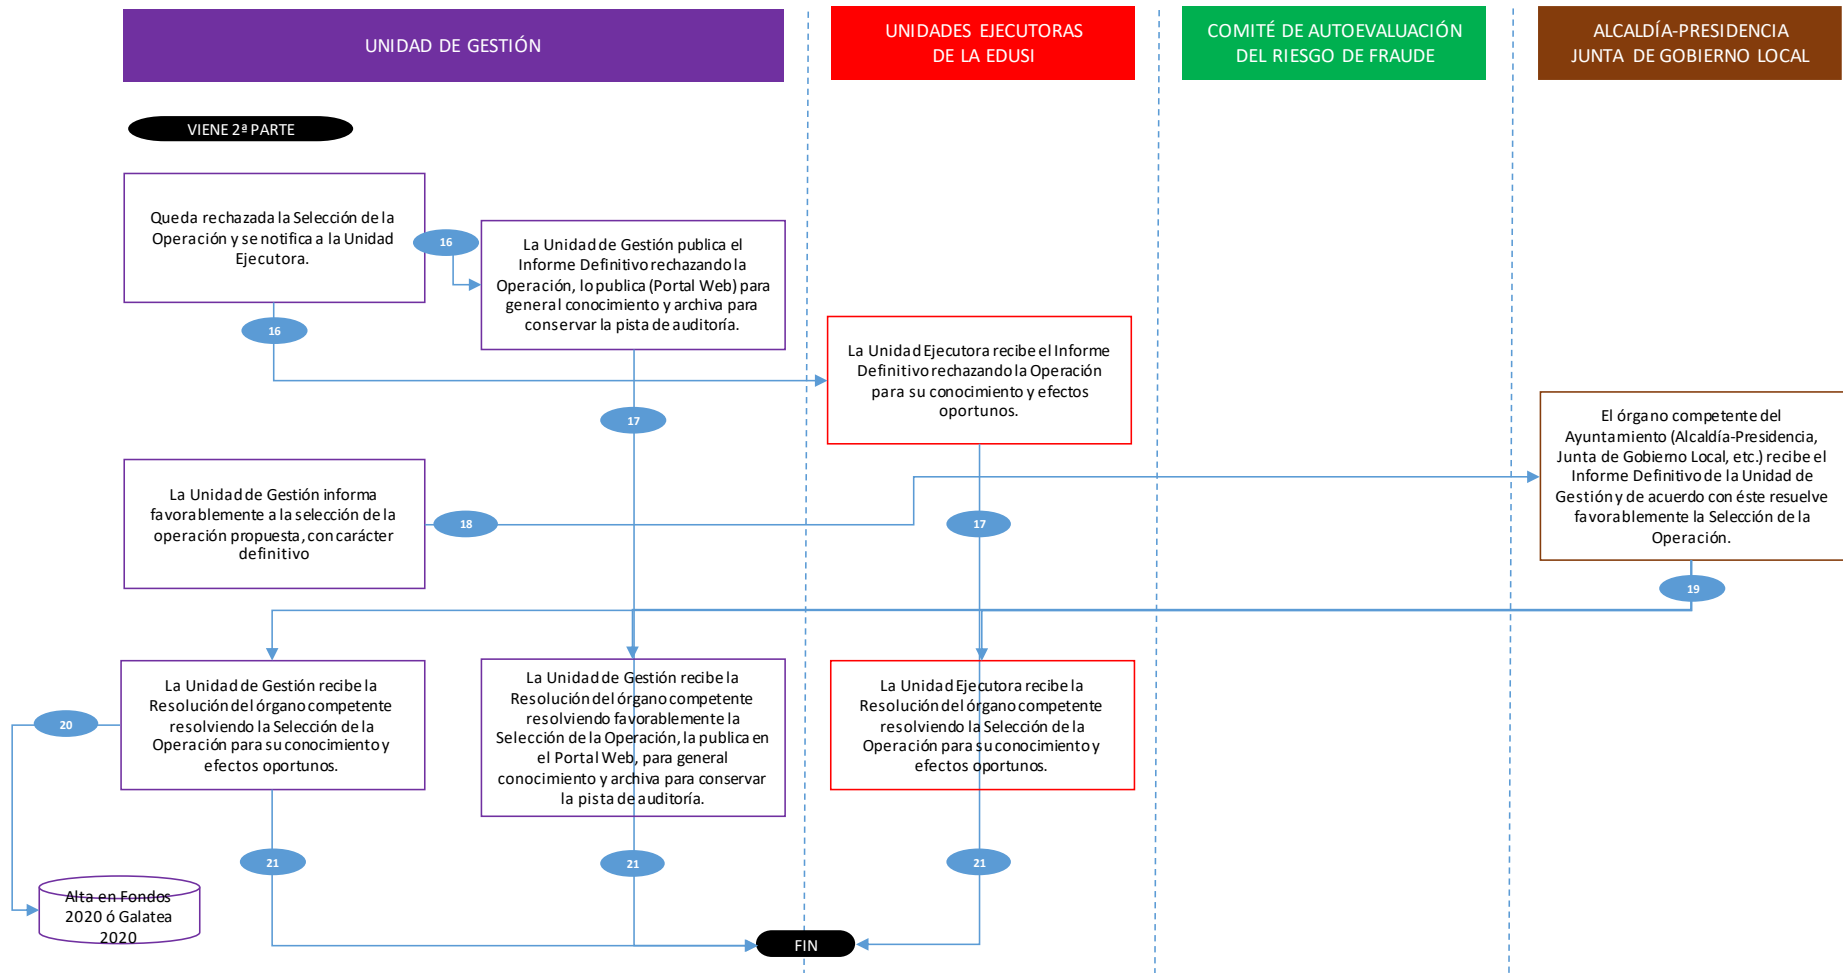 UNIDAD DE GESTIÓN
UNIDADES EJECUTORAS
DE LA EDUSI
COMITÉ DE AUTOEVALUACIÓN
DEL RIESGO DE FRAUDE
ALCALDÍA-PRESIDENCIA
JUNTA DE GOBIERNO LOCAL
VIENE 2ª PARTE
Queda rechazada la Selección de la
Operación y se notifica a la Unidad
Ejecutora.
16
La Unidad de Gestión publica el
Informe Definitivo rechazando la
Operación, lo publica (Portal Web) para
general conocimiento y archiva para
conservar la pista de auditoría.
16
La Unidad Ejecutora recibe el Informe
Definitivo rechazando la Operación
para su conocimiento y efectos
oportunos.
17
El órgano competente del
Ayuntamiento (Alcaldía-Presidencia,
Junta de Gobierno Local, etc.) recibe el
Informe Definitivo de la Unidad de
Gestión y de acuerdo con éste resuelve
favorablemente la Selección de la
Operación.
La Unidad de Gestión informa
favorablemente a la selección de la
operación propuesta, con carácter
definitivo
18
17
19
La Unidad de Gestión recibe la
Resolución del órgano competente
resolviendo la Selección de la
Operación para su conocimiento y
efectos oportunos.
La Unidad de Gestión recibe la
Resolución del órgano competente
resolviendo favorablemente la
Selección de la Operación, la publica en
el Portal Web, para general
conocimiento y archiva para conservar
la pista de auditoría.
La Unidad Ejecutora recibe la
Resolución del órgano competente
resolviendo la Selección de la
Operación para su conocimiento y
efectos oportunos.
20
21
21
21
Alta en Fondos
2020 ó Galatea
2020
FIN